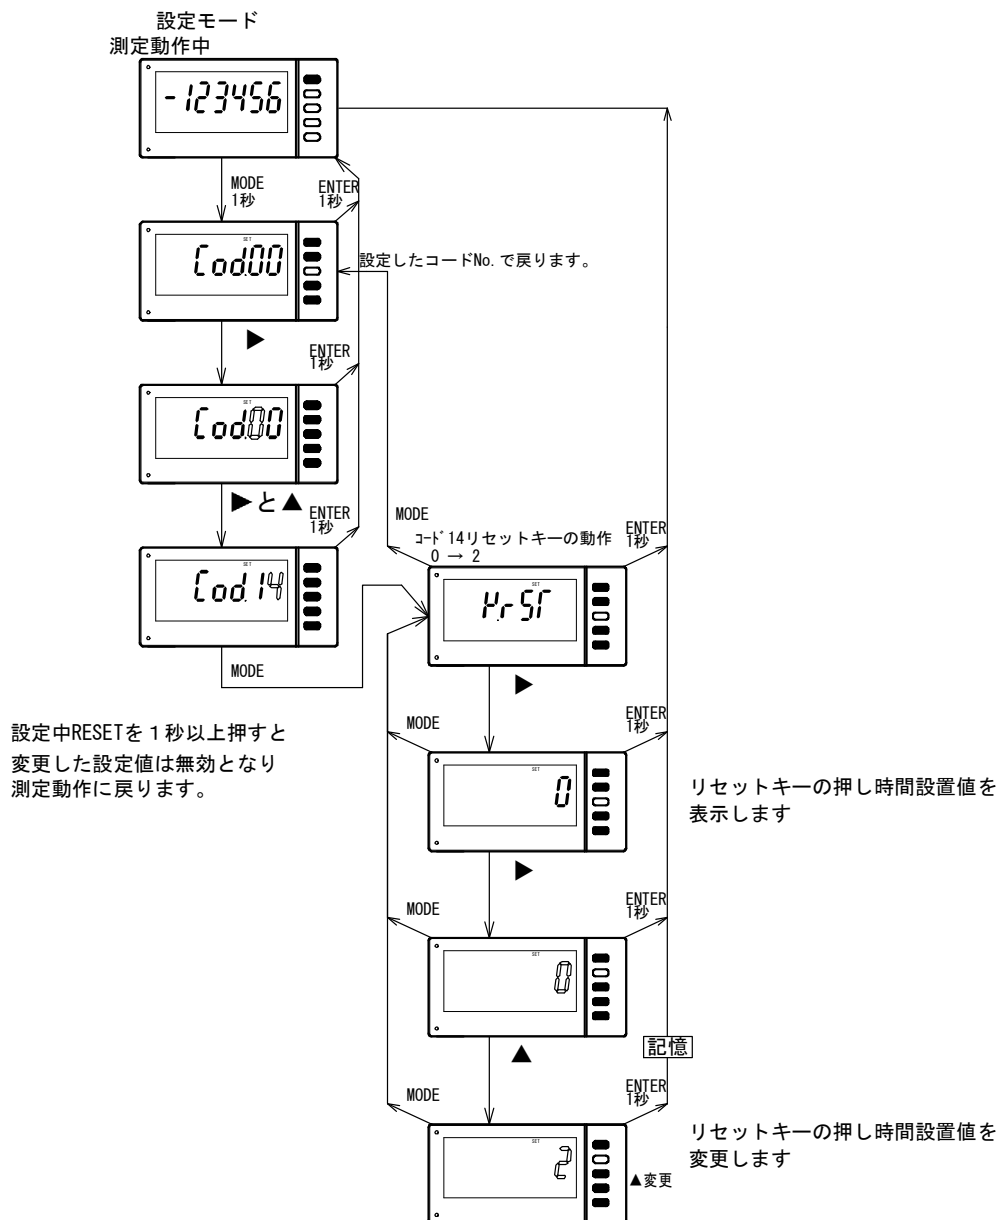 設定モード
測定動作中
-123456
MODE
1秒
ENTER
1秒
SET
Cod.00
設定したコードNo.で戻ります。
▶
ENTER
1秒
SET
Cod.00
▶と▲
ENTER
1秒
SET
Cod.14
MODE
MODE
コード14リセットキーの動作
0 → 2
ENTER
1秒
SET
▶
設定中RESETを１秒以上押すと
変更した設定値は無効となり
測定動作に戻ります。
MODE
ENTER
1秒
SET
0
リセットキーの押し時間設置値を
表示します
▶
MODE
ENTER
1秒
SET
0
▲
記憶
MODE
ENTER
1秒
SET
2
▲変更
リセットキーの押し時間設置値を
変更します